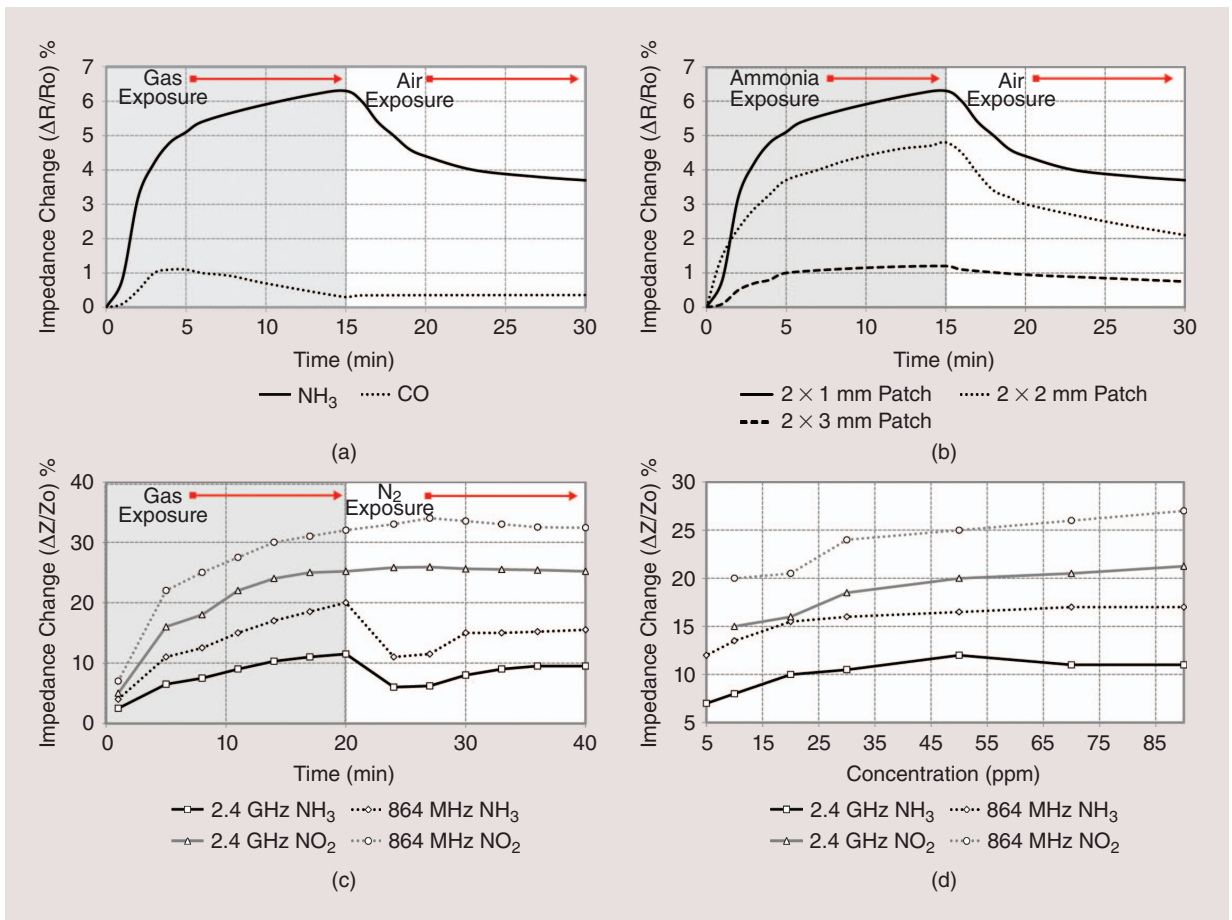 7
6
5
4
3
2
1
0
Impedance Change (ΔR/Ro) %
Gas
Exposure
Air
Exposure
0 5 10 15 20 25 30
Time (min)
NH₃ CO
(a)
7
6
5
4
3
2
1
0
Impedance Change (ΔR/Ro) %
Ammonia
Exposure
Air
Exposure
0 5 10 15 20 25 30
Time (min)
2 × 1 mm Patch 2 × 2 mm Patch
2 × 3 mm Patch
(b)
40
30
20
10
0
Impedance Change (ΔZ/Zo) %
Gas
Exposure
N₂
Exposure
0 10 20 30 40
Time (min)
2.4 GHz NH₃ 864 MHz NH₃
2.4 GHz NO₂ 864 MHz NO₂
(c)
30
25
20
15
10
5
Impedance Change (ΔZ/Zo) %
5 15 25 35 45 55 65 75 85
Concentration (ppm)
2.4 GHz NH₃ 864 MHz NH₃
2.4 GHz NO₂ 864 MHz NO₂
(d)